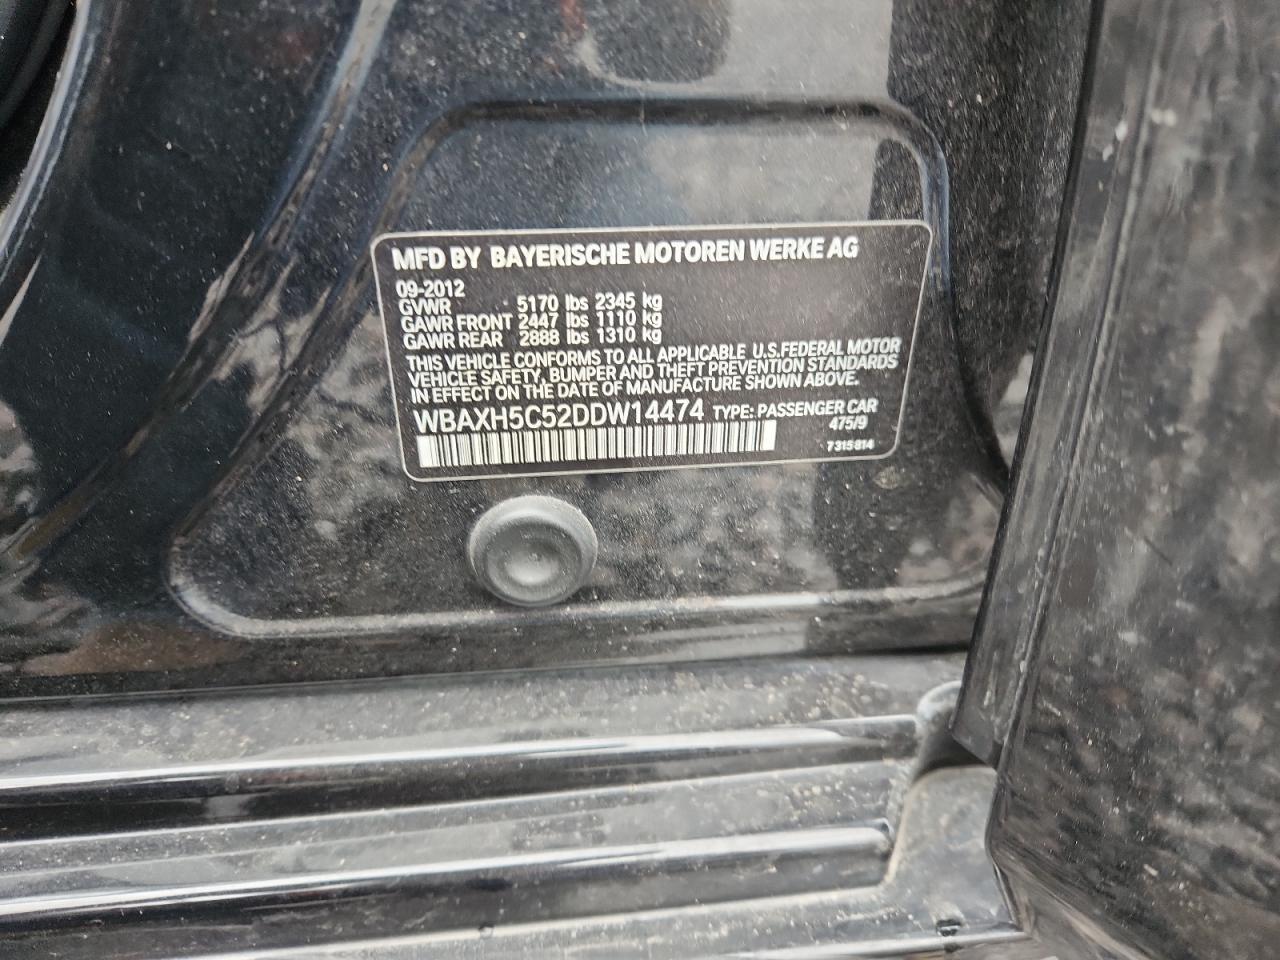 MFD BY BAYERISCHE MOTOREN WERKE AG
09-2012
GVWR 5170 lbs 2345 kg
GAWR FRONT 2447 lbs 1110 kg
GAWR REAR 2888 lbs 1310 kg
THIS VEHICLE CONFORMS TO ALL APPLICABLE U.S.FEDERAL MOTOR
VEHICLE SAFETY, BUMPER AND THEFT PREVENTION STANDARDS
IN EFFECT ON THE DATE OF MANUFACTURE SHOWN ABOVE.
WBAXH5C52DDW14474 TYPE: PASSENGER CAR
475/9
7315814